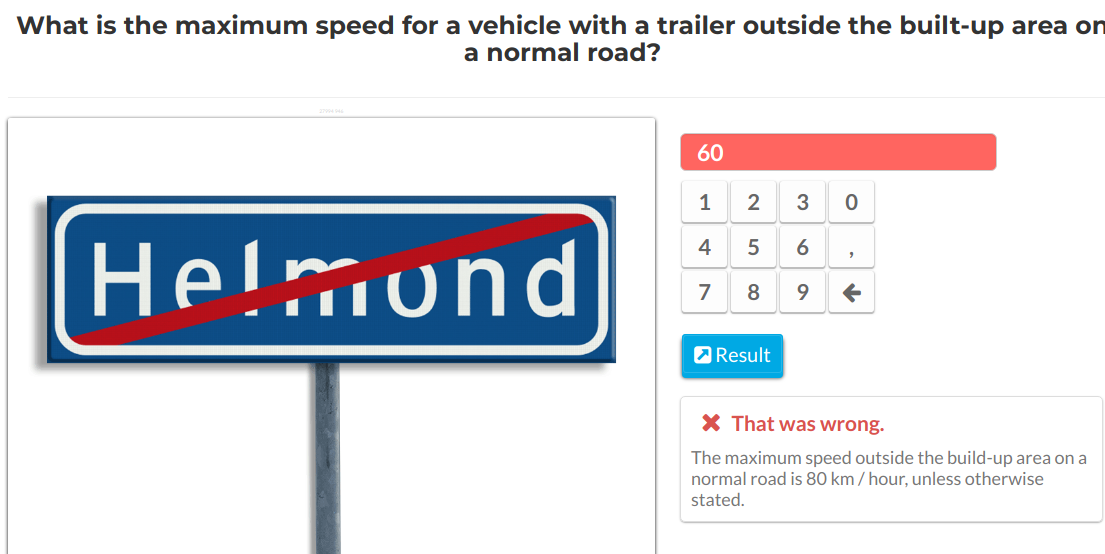 What is the maximum speed for a vehicle with a trailer outside the built-up area on
a normal road?
Helmond
60
1 2 3 0
4 5 6 ,
7 8 9
Result
That was wrong.
The maximum speed outside the build-up area on a
normal road is 80 km / hour, unless otherwise
stated.